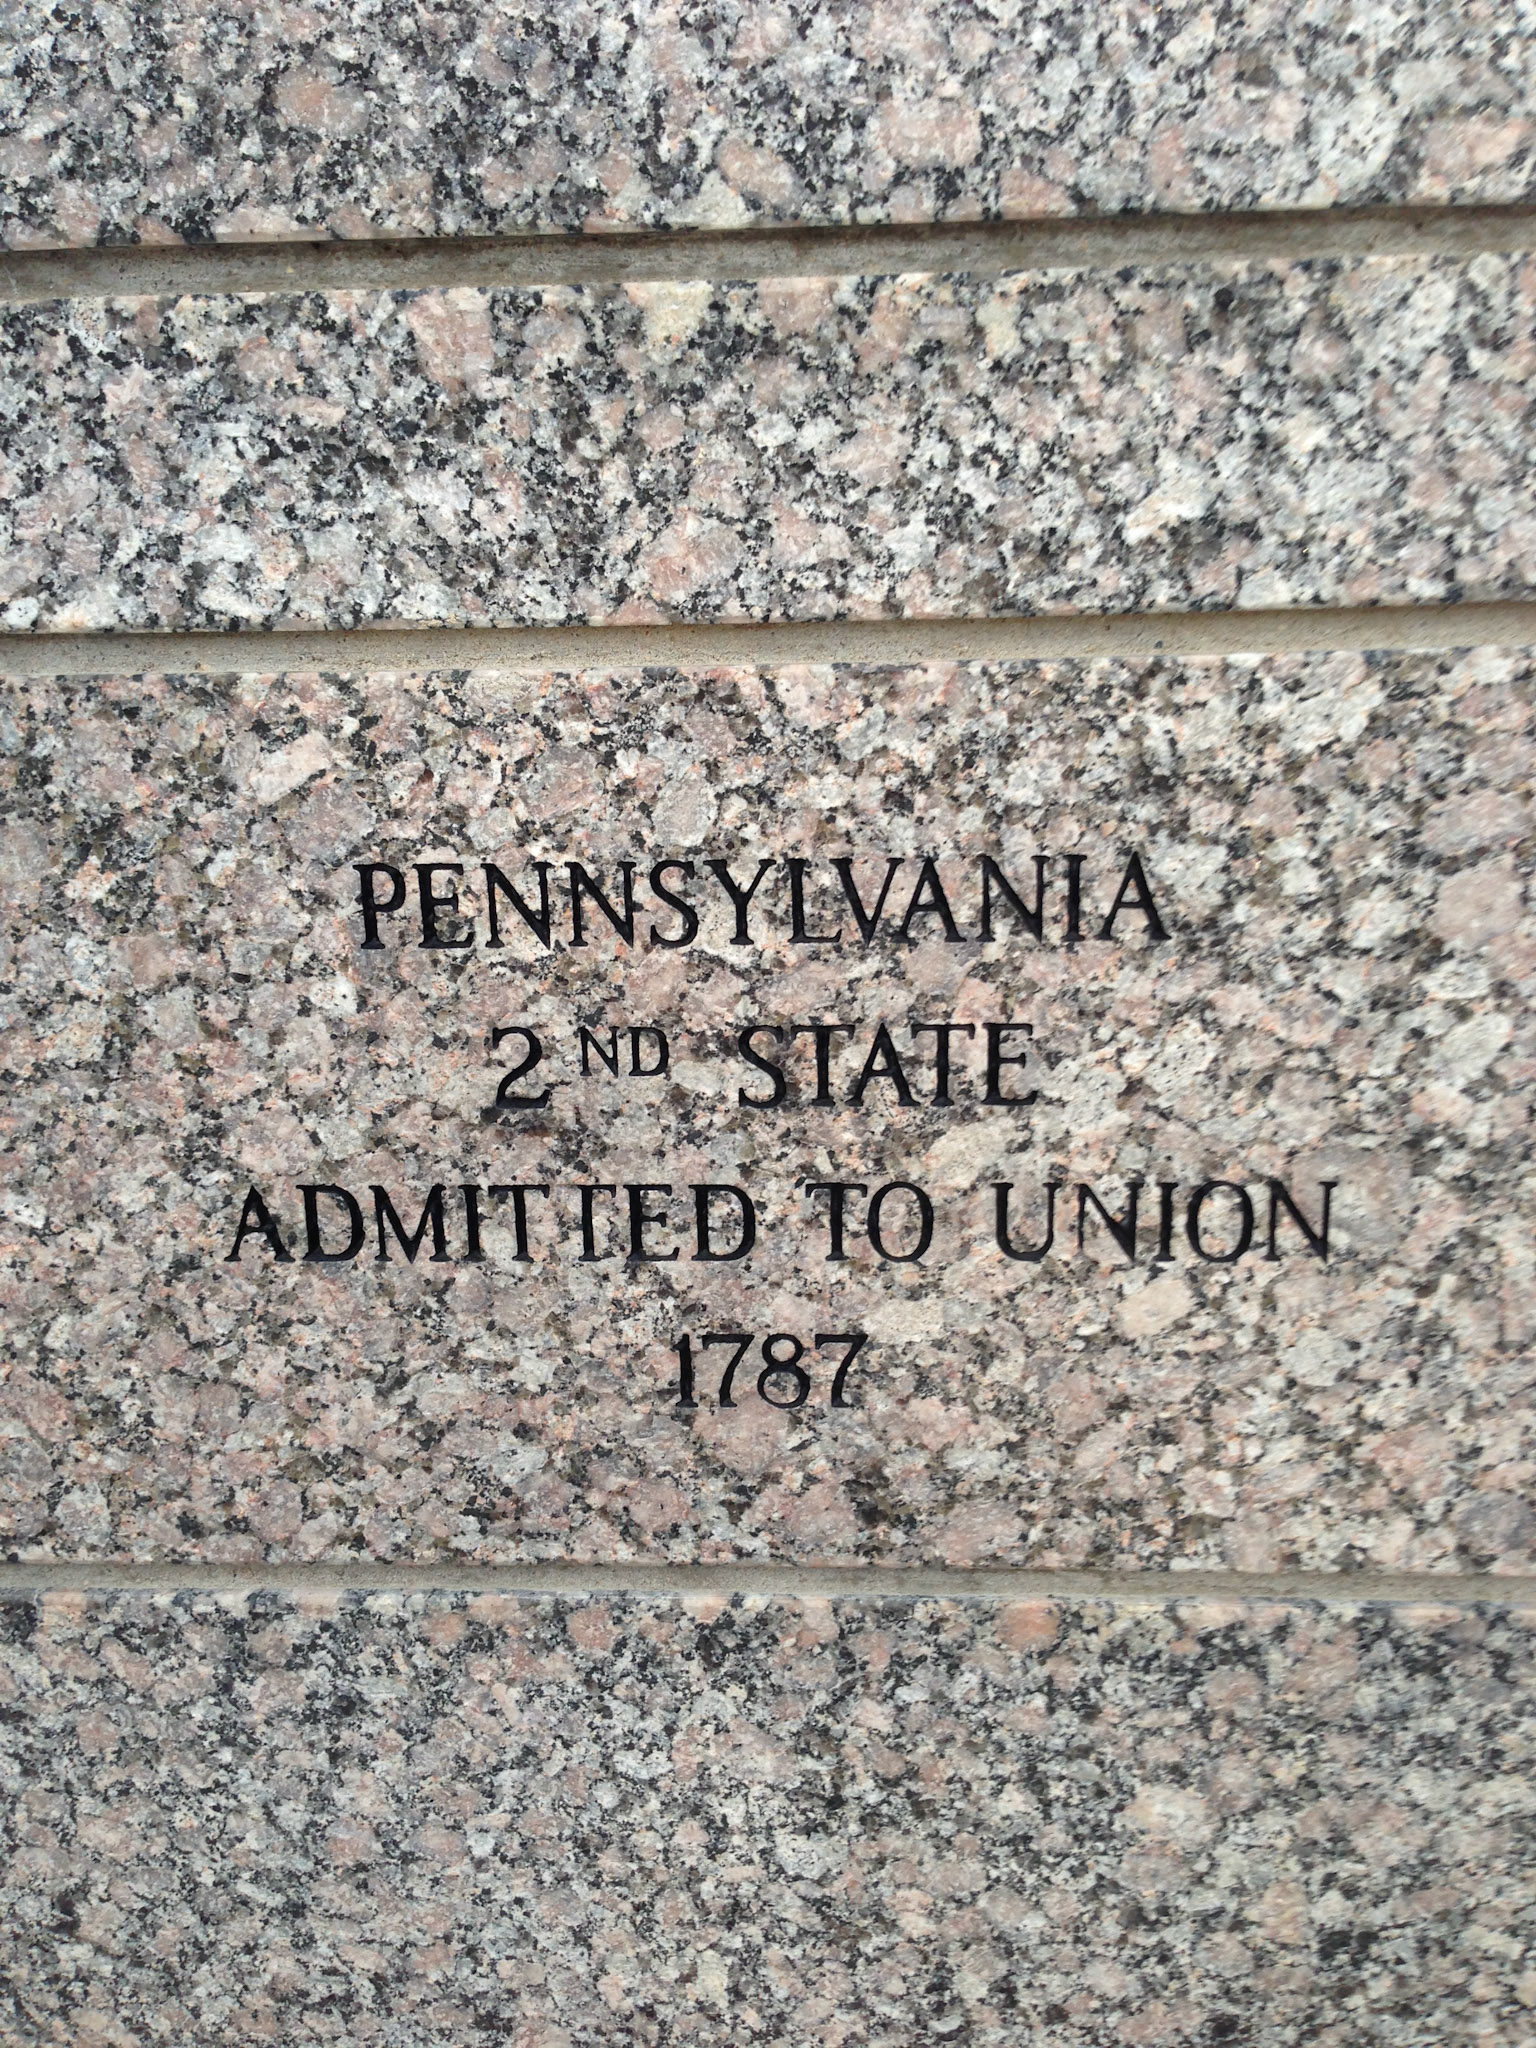 PENNSYLVANIA
2ND STATE
ADMITTED TO UNION
1787